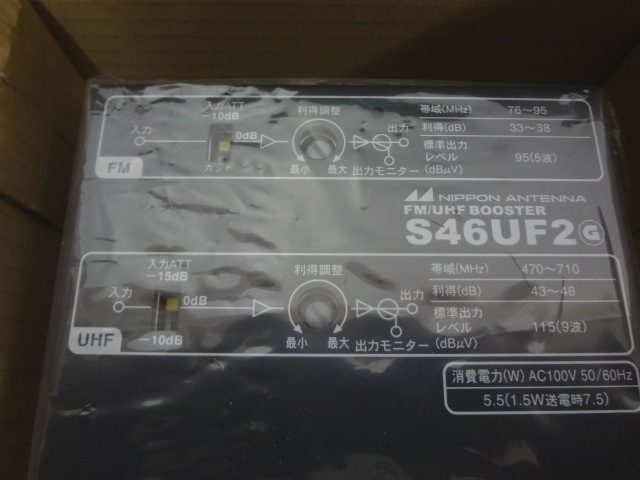 入力ATT
-10dB
利得調整
入力
0dB
出力
カット
最小 最大 出力モニター
FM
帯域(MHz) 76〜95
利得(dB) 33〜38
標準出力
レベル 95(5波)
(dBμV)
NIPPON ANTENNA
FM/UHF BOOSTER
S46UF2 G
入力ATT
-15dB
利得調整
入力
0dB
出力
-10dB
最小 最大 出力モニター
UHF
帯域(MHz) 470〜710
利得(dB) 43〜48
標準出力
レベル 115(9波)
(dBμV)
消費電力(W) AC100V 50/60Hz
5.5(1.5W送電時7.5)